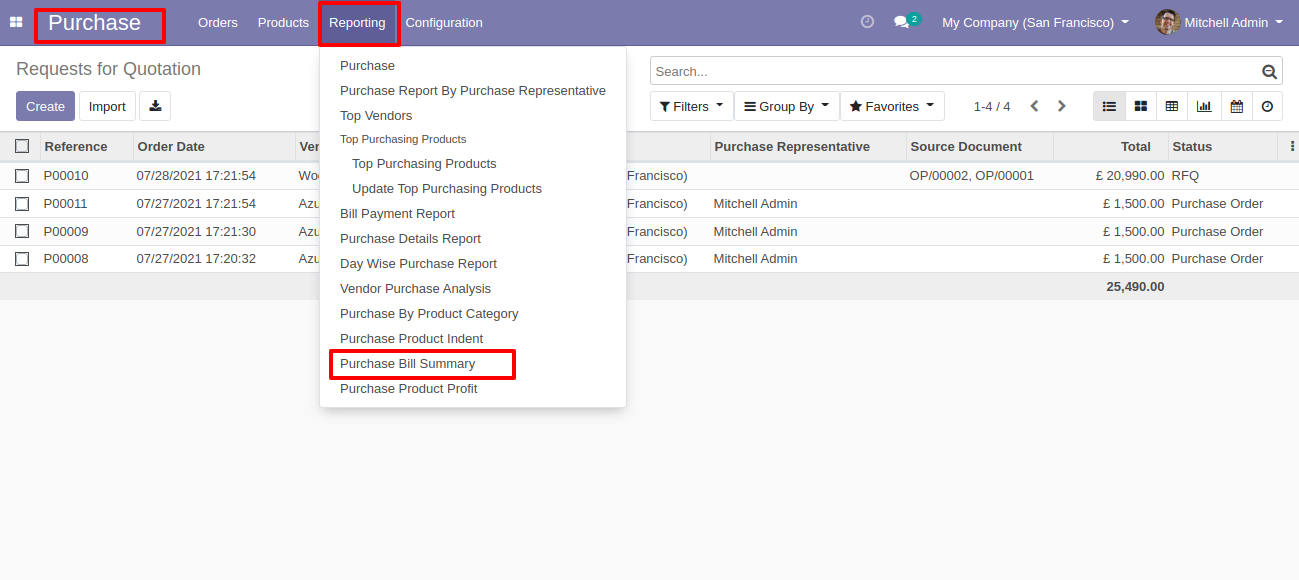 Purchase Orders Products Reporting Configuration 2 My Company (San Francisco) Mitchell Admin
Requests for Quotation
Search...
Create Import Filters Group By Favorites 1-4 / 4
Purchase
Purchase Report By Purchase Representative
Top Vendors
Top Purchasing Products
Top Purchasing Products
Update Top Purchasing Products
Bill Payment Report
Purchase Details Report
Day Wise Purchase Report
Vendor Purchase Analysis
Purchase By Product Category
Purchase Product Indent
Purchase Bill Summary
Purchase Product Profit
Reference Order Date Ven Purchase Representative Source Document Total Status
P00010 07/28/2021 17:21:54 Woo Francisco) OP/00002, OP/00001 £ 20,990.00 RFQ
P00011 07/27/2021 17:21:54 Azu Francisco) Mitchell Admin £ 1,500.00 Purchase Order
P00009 07/27/2021 17:21:30 Azu Francisco) Mitchell Admin £ 1,500.00 Purchase Order
P00008 07/27/2021 17:20:32 Azu Francisco) Mitchell Admin £ 1,500.00 Purchase Order
25,490.00